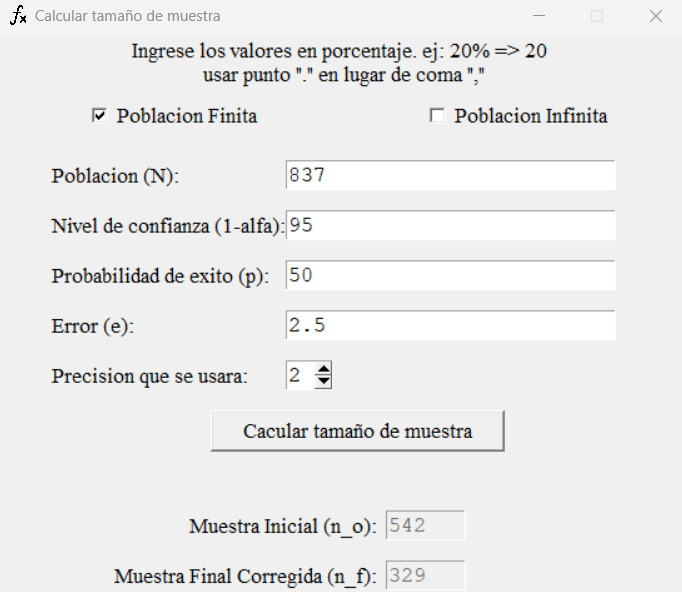 fx Calcular tamaño de muestra
Ingrese los valores en porcentaje. ej: 20% => 20
usar punto "." en lugar de coma ","
Poblacion Finita Poblacion Infinita
Poblacion (N): 837
Nivel de confianza (1-alfa): 95
Probabilidad de exito (p): 50
Error (e): 2.5
Precision que se usara: 2
Cacular tamaño de muestra
Muestra Inicial (n_o): 542
Muestra Final Corregida (n_f): 329